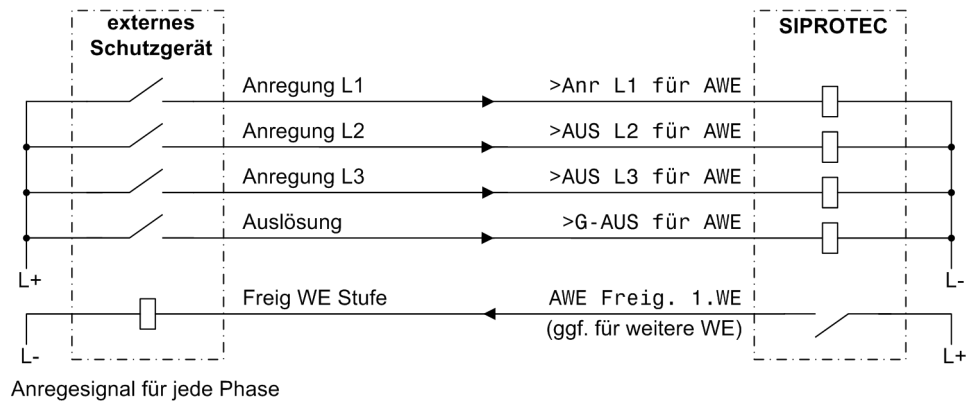 externes
Schutzgerät
SIPROTEC
Anregung L1
>Anr L1 für AWE
Anregung L2
>AUS L2 für AWE
Anregung L3
>AUS L3 für AWE
Auslösung
>G-AUS für AWE
L+
L-
Freig WE Stufe
AWE Freig. 1.WE
(ggf. für weitere WE)
L-
L+
Anregesignal für jede Phase